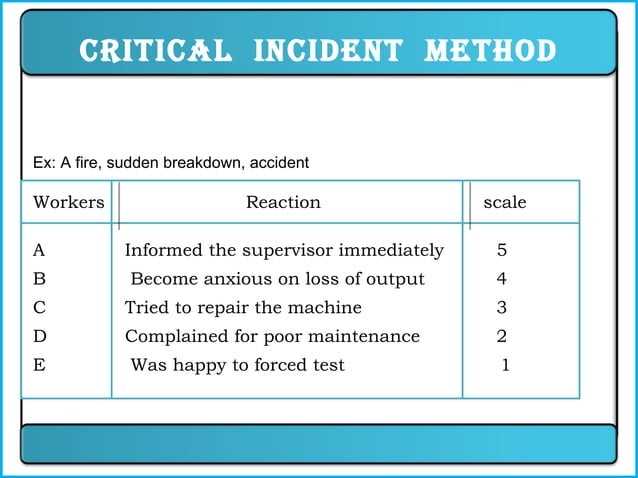 CRITICAL INCIDENT METHOD
Ex: A fire, sudden breakdown, accident
Workers Reaction scale
A Informed the supervisor immediately 5
B Become anxious on loss of output 4
C Tried to repair the machine 3
D Complained for poor maintenance 2
E Was happy to forced test 1